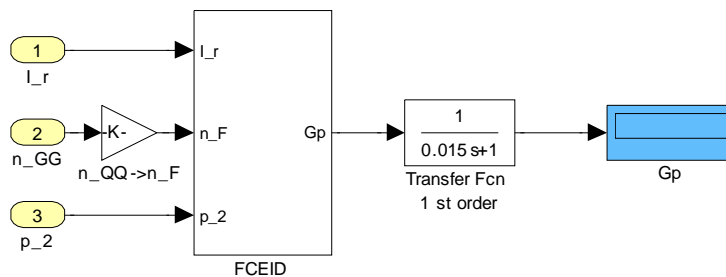 1
I_r
2
n_GG
-K-
n_QQ->n_F
3
p_2
I_r
n_F
p_2
Gp
FCEID
1
0.015 s+1
Transfer Fcn
1 st order
Gp